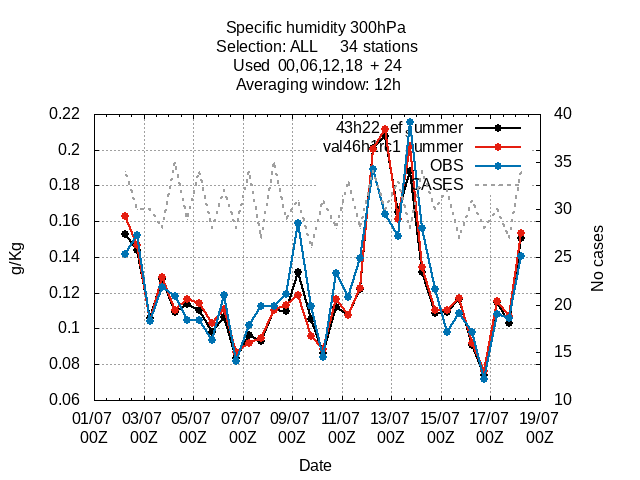 Specific humidity 300hPa
Selection: ALL 34 stations
Used 00,06,12,18 + 24
Averaging window: 12h
0.22
0.2
0.18
0.16
0.14
0.12
0.1
0.08
0.06
g/Kg
40
35
30
25
20
15
10
No cases
OBS
CASES
01/07 03/07 05/07 07/07 09/07 11/07 13/07 15/07 17/07 19/07
00Z 00Z 00Z 00Z 00Z 00Z 00Z 00Z 00Z 00Z
Date